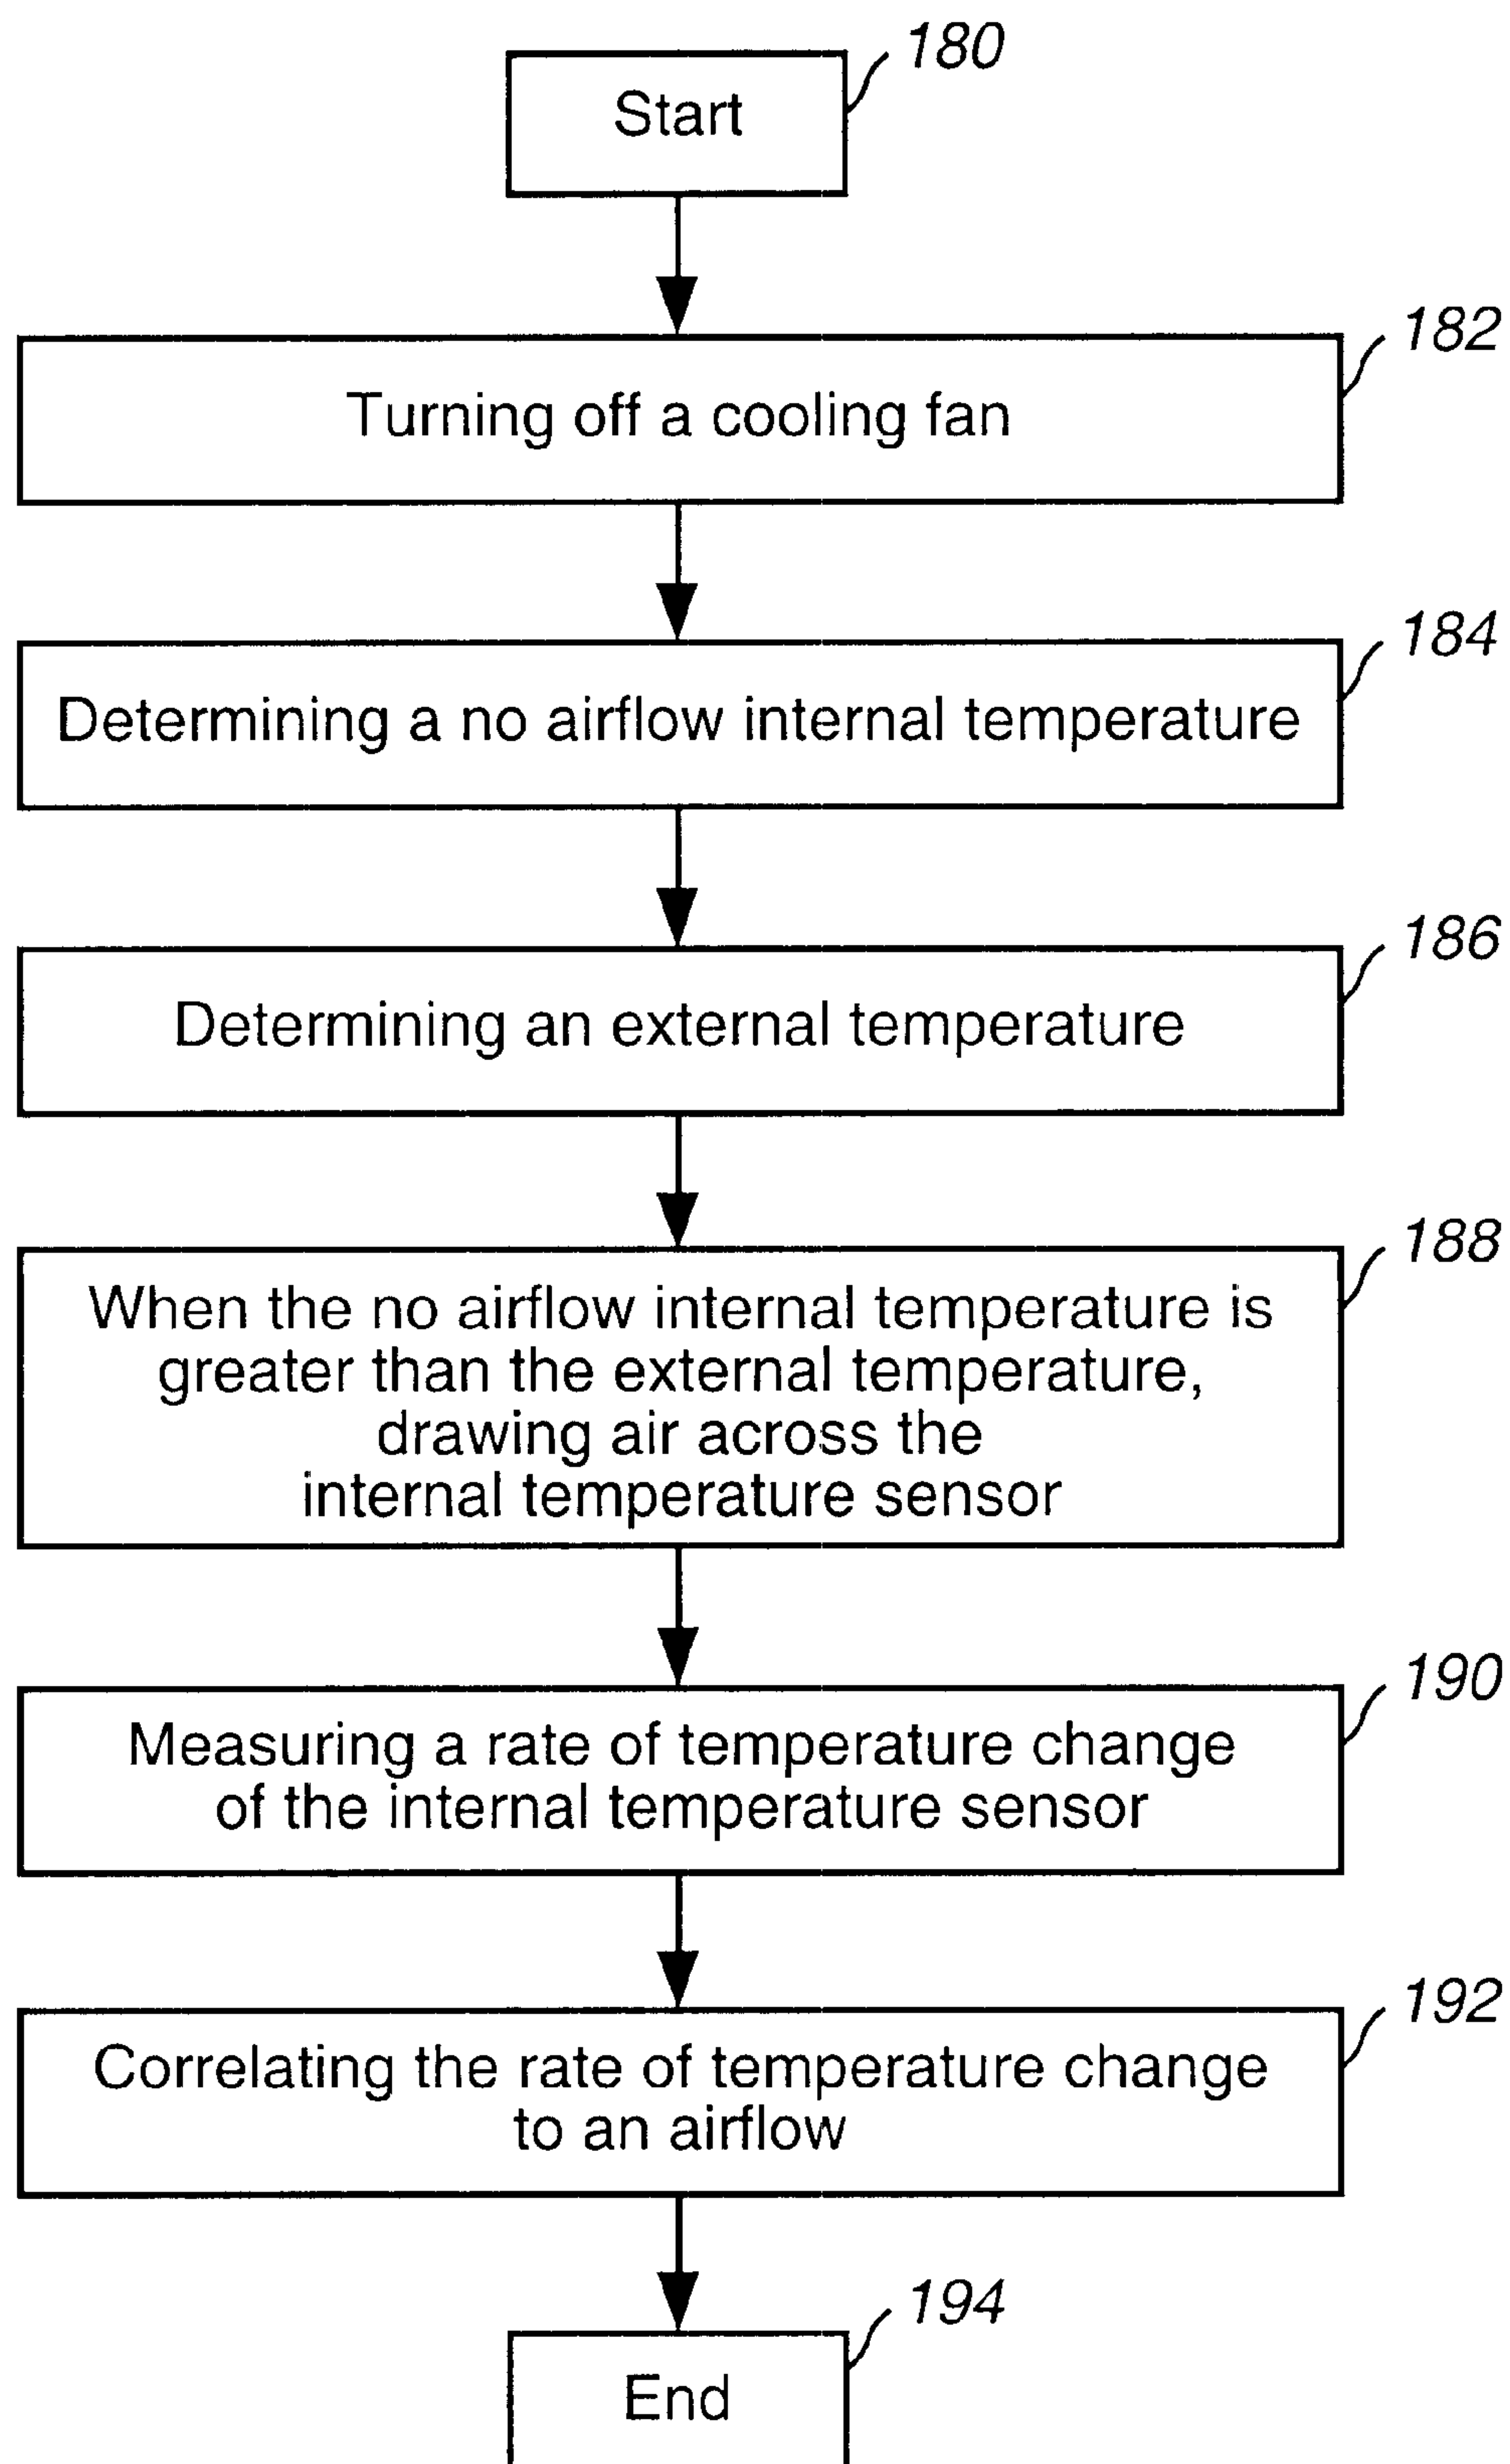 180
Start
182
Turning off a cooling fan
184
Determining a no airflow internal temperature
186
Determining an external temperature
188
When the no airflow internal temperature is
greater than the external temperature,
drawing air across the
internal temperature sensor
190
Measuring a rate of temperature change
of the internal temperature sensor
192
Correlating the rate of temperature change
to an airflow
194
End